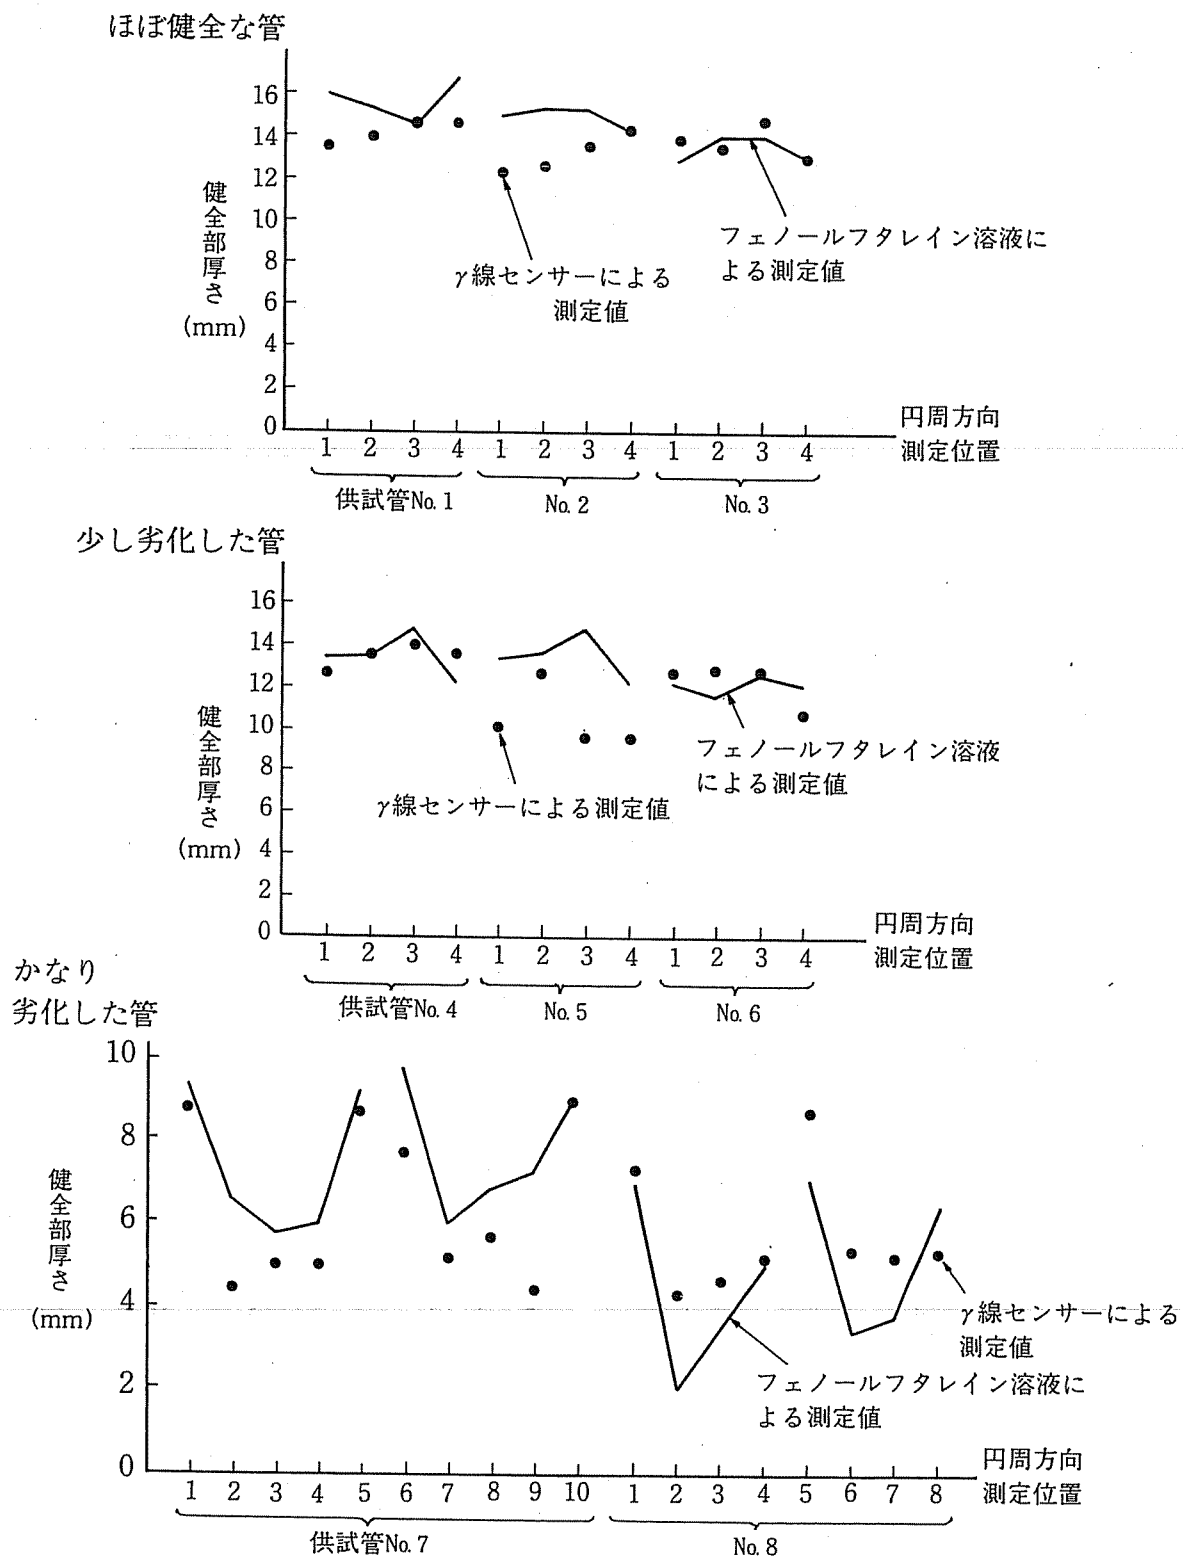 ほぼ健全な管
16
14
12
10
8
6
4
2
0
健全部厚さ
(mm)
γ線センサーによる
測定値
フェノールフタレイン溶液に
よる測定値
円周方向
測定位置
1 2 3 4 1 2 3 4 1 2 3 4
供試管No.1 No.2 No.3
少し劣化した管
16
14
12
10
8
6
4
2
0
健全部厚さ
(mm)
γ線センサーによる測定値
フェノールフタレイン溶液
による測定値
円周方向
測定位置
1 2 3 4 1 2 3 4 1 2 3 4
供試管No.4 No.5 No.6
かなり
劣化した管
10
8
6
4
2
0
健全部厚さ
(mm)
γ線センサーによる
測定値
フェノールフタレイン溶液に
よる測定値
円周方向
測定位置
1 2 3 4 5 6 7 8 9 10 1 2 3 4 5 6 7 8
供試管No.7 No.8